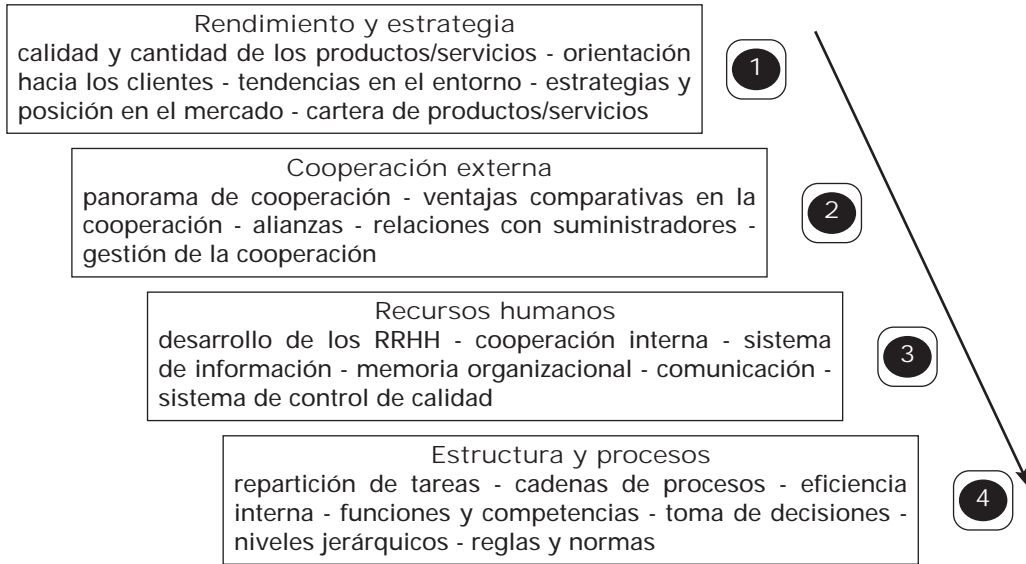 Rendimiento y estrategia
calidad y cantidad de los productos/servicios - orientación
hacia los clientes - tendencias en el entorno - estrategias y
posición en el mercado - cartera de productos/servicios
1
Cooperación externa
panorama de cooperación - ventajas comparativas en la
cooperación - alianzas - relaciones con suministradores -
gestión de la cooperación
2
Recursos humanos
desarrollo de los RRHH - cooperación interna - sistema
de información - memoria organizacional - comunicación -
sistema de control de calidad
3
Estructura y procesos
repartición de tareas - cadenas de procesos - eficiencia
interna - funciones y competencias - toma de decisiones -
niveles jerárquicos - reglas y normas
4